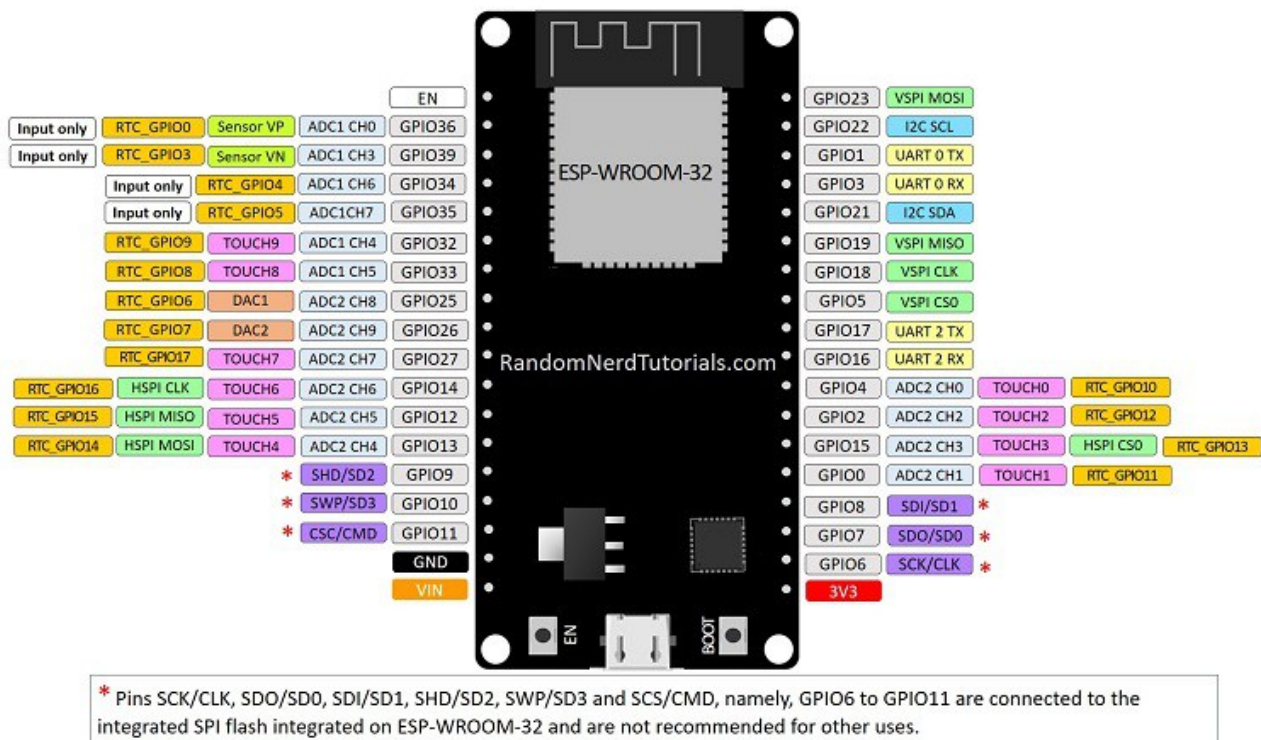 EN GPIO23 VSPI MOSI
Input only RTC_GPIO0 Sensor VP ADC1 CH0 GPIO36 GPIO22 I2C SCL
Input only RTC_GPIO3 Sensor VN ADC1 CH3 GPIO39 GPIO1 UART 0 TX
Input only RTC_GPIO4 ADC1 CH6 GPIO34 ESP-WROOM-32 GPIO3 UART 0 RX
Input only RTC_GPIO5 ADC1CH7 GPIO35 GPIO21 I2C SDA
RTC_GPIO9 TOUCH9 ADC1 CH4 GPIO32 GPIO19 VSPI MISO
RTC_GPIO8 TOUCH8 ADC1 CH5 GPIO33 GPIO18 VSPI CLK
RTC_GPIO6 DAC1 ADC2 CH8 GPIO25 GPIO5 VSPI CS0
RTC_GPIO7 DAC2 ADC2 CH9 GPIO26 GPIO17 UART 2 TX
RTC_GPIO17 TOUCH7 ADC2 CH7 GPIO27 RandomNerdTutorials.com GPIO16 UART 2 RX
RTC_GPIO16 HSPI CLK TOUCH6 ADC2 CH6 GPIO14 GPIO4 ADC2 CH0 TOUCH0 RTC_GPIO10
RTC_GPIO15 HSPI MISO TOUCH5 ADC2 CH5 GPIO12 GPIO2 ADC2 CH2 TOUCH2 RTC_GPIO12
RTC_GPIO14 HSPI MOSI TOUCH4 ADC2 CH4 GPIO13 GPIO15 ADC2 CH3 TOUCH3 HSPI CS0 RTC_GPIO13
* SHD/SD2 GPIO9 GPIO0 ADC2 CH1 TOUCH1 RTC_GPIO11
* SWP/SD3 GPIO10 GPIO8 SDI/SD1 *
* CSC/CMD GPIO11 GPIO7 SDO/SD0 *
GND GPIO6 SCK/CLK *
VIN 3V3
EN BOOT
* Pins SCK/CLK, SDO/SD0, SDI/SD1, SHD/SD2, SWP/SD3 and SCS/CMD, namely, GPIO6 to GPIO11 are connected to the
integrated SPI flash integrated on ESP-WROOM-32 and are not recommended for other uses.